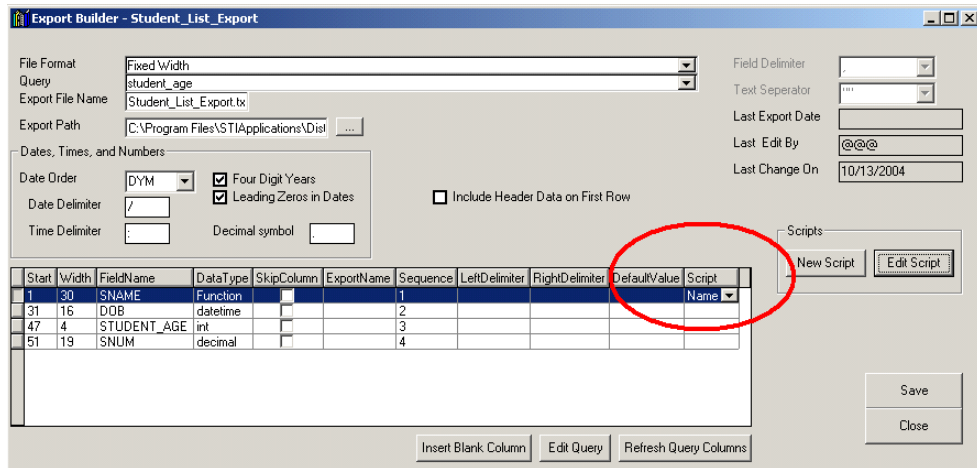 Export Builder - Student_List_Export
File Format Fixed Width Field Delimiter ,
Query student_age Text Seperator ""
Export File Name Student_List_Export.tx Last Export Date
Export Path C:\Program Files\STIApplications\Dist ... Last Edit By @@@
Dates, Times, and Numbers Last Change On 10/13/2004
Date Order DYM Four Digit Years
Leading Zeros in Dates Include Header Data on First Row
Date Delimiter /
Time Delimiter : Decimal symbol .
Scripts
New Script Edit Script
Start Width FieldName DataType SkipColumn ExportName Sequence LeftDelimiter RightDelimiter DefaultValue Script
1 30 SNAME Function 1 Name
31 16 DOB datetime 2
47 4 STUDENT_AGE int 3
51 19 SNUM decimal 4
Save
Close
Insert Blank Column Edit Query Refresh Query Columns